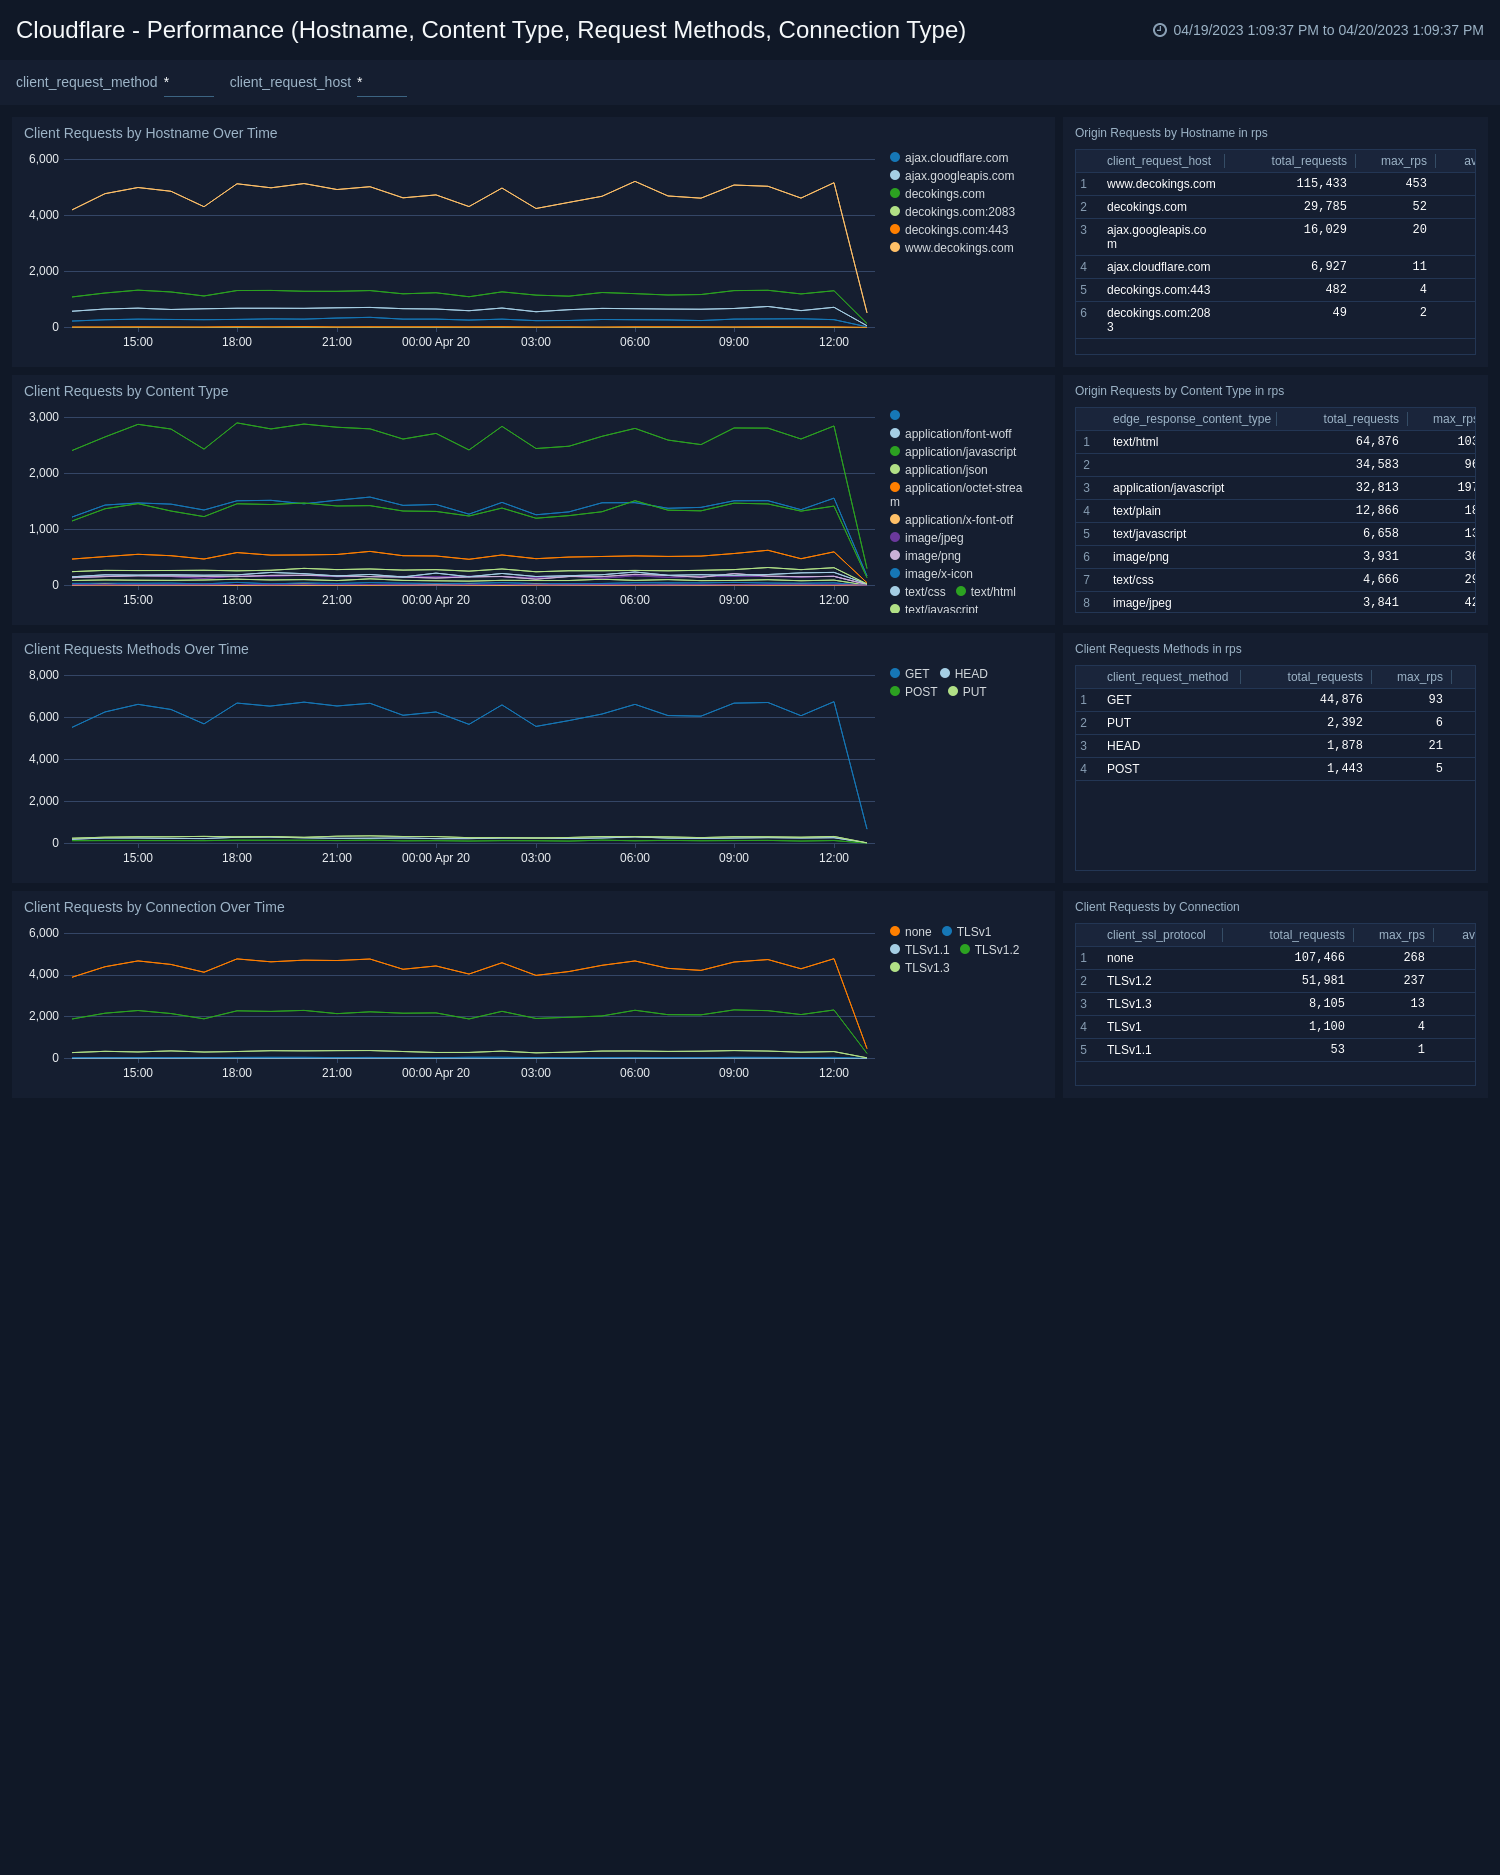 Cloudflare - Performance (Hostname, Content Type, Request Methods, Connection Type)
04/19/2023 1:09:37 PM to 04/20/2023 1:09:37 PM
client_request_method *
client_request_host *
Client Requests by Hostname Over Time
6,000
4,000
2,000
0
15:00 18:00 21:00 00:00 Apr 20 03:00 06:00 09:00 12:00
ajax.cloudflare.com
ajax.googleapis.com
decokings.com
decokings.com:2083
decokings.com:443
www.decokings.com
Origin Requests by Hostname in rps
client_request_host total_requests max_rps av
1 www.decokings.com 115,433 453
2 decokings.com 29,785 52
3 ajax.googleapis.co 16,029 20
m
4 ajax.cloudflare.com 6,927 11
5 decokings.com:443 482 4
6 decokings.com:208 49 2
3
Client Requests by Content Type
3,000
2,000
1,000
0
15:00 18:00 21:00 00:00 Apr 20 03:00 06:00 09:00 12:00
application/font-woff
application/javascript
application/json
application/octet-strea
m
application/x-font-otf
image/jpeg
image/png
image/x-icon
text/css text/html
text/javascript
Origin Requests by Content Type in rps
edge_response_content_type total_requests max_rps
1 text/html 64,876 103
2 34,583 96
3 application/javascript 32,813 197
4 text/plain 12,866 18
5 text/javascript 6,658 13
6 image/png 3,931 36
7 text/css 4,666 29
8 image/jpeg 3,841 42
Client Requests Methods Over Time
8,000
6,000
4,000
2,000
0
15:00 18:00 21:00 00:00 Apr 20 03:00 06:00 09:00 12:00
GET HEAD
POST PUT
Client Requests Methods in rps
client_request_method total_requests max_rps
1 GET 44,876 93
2 PUT 2,392 6
3 HEAD 1,878 21
4 POST 1,443 5
Client Requests by Connection Over Time
6,000
4,000
2,000
0
15:00 18:00 21:00 00:00 Apr 20 03:00 06:00 09:00 12:00
none TLSv1
TLSv1.1 TLSv1.2
TLSv1.3
Client Requests by Connection
client_ssl_protocol total_requests max_rps av
1 none 107,466 268
2 TLSv1.2 51,981 237
3 TLSv1.3 8,105 13
4 TLSv1 1,100 4
5 TLSv1.1 53 1